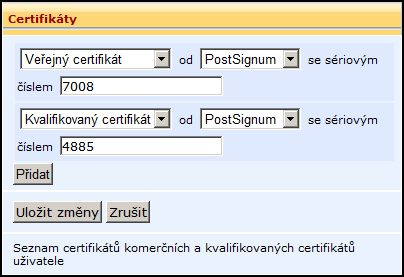 Certifikáty
Veřejný certifikát od PostSignum se sériovým
číslem 7008
Kvalifikovaný certifikát od PostSignum se sériovým
číslem 4885
Přidat
Uložit změny Zrušit
Seznam certifikátů komerčních a kvalifikovaných certifikátů
uživatele